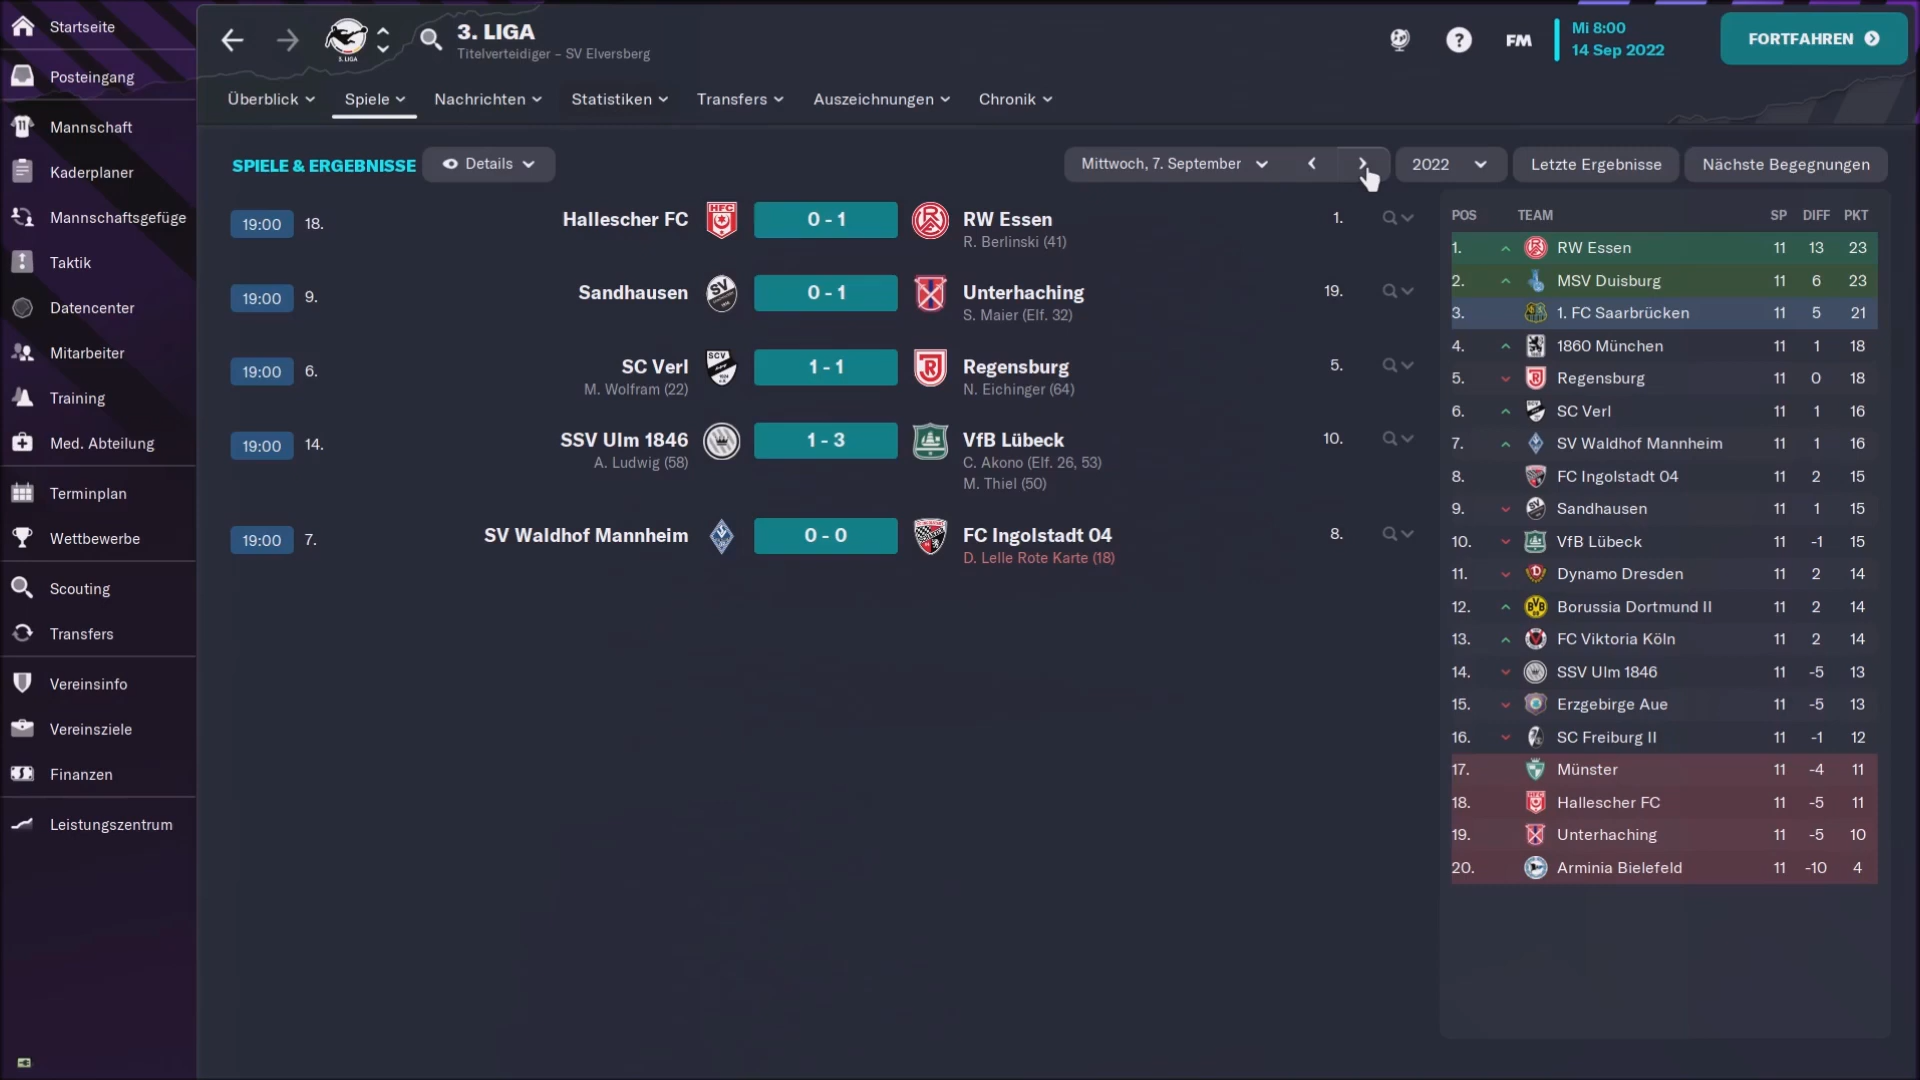 Startseite
Posteingang
Mannschaft
Kaderplaner
Mannschaftsgefüge
Taktik
Datencenter
Mitarbeiter
Training
Med. Abteilung
Terminplan
Wettbewerbe
Scouting
Transfers
Vereinsinfo
Vereinsziele
Finanzen
Leistungszentrum
3. LIGA
3. LIGA
Titelverteidiger – SV Elversberg
FM
Mi 8:00
14 Sep 2022
FORTFAHREN
Überblick Spiele Nachrichten Statistiken Transfers Auszeichnungen Chronik
SPIELE & ERGEBNISSE Details Mittwoch, 7. September 2022 Letzte Ergebnisse Nächste Begegnungen
19:00 18. Hallescher FC 0 - 1 RW Essen 1.
R. Berlinski (41)
19:00 9. Sandhausen 0 - 1 Unterhaching 19.
S. Maier (Elf. 32)
19:00 6. SC Verl 1 - 1 Regensburg 5.
M. Wolfram (22) N. Eichinger (64)
19:00 14. SSV Ulm 1846 1 - 3 VfB Lübeck 10.
A. Ludwig (58) C. Akono (Elf. 26, 53)
M. Thiel (50)
19:00 7. SV Waldhof Mannheim 0 - 0 FC Ingolstadt 04 8.
D. Lelle Rote Karte (18)
POS TEAM SP DIFF PKT
1. RW Essen 11 13 23
2. MSV Duisburg 11 6 23
3. 1. FC Saarbrücken 11 5 21
4. 1860 München 11 1 18
5. Regensburg 11 0 18
6. SC Verl 11 1 16
7. SV Waldhof Mannheim 11 1 16
8. FC Ingolstadt 04 11 2 15
9. Sandhausen 11 1 15
10. VfB Lübeck 11 -1 15
11. Dynamo Dresden 11 2 14
12. Borussia Dortmund II 11 2 14
13. FC Viktoria Köln 11 2 14
14. SSV Ulm 1846 11 -5 13
15. Erzgebirge Aue 11 -5 13
16. SC Freiburg II 11 -1 12
17. Münster 11 -4 11
18. Hallescher FC 11 -5 11
19. Unterhaching 11 -5 10
20. Arminia Bielefeld 11 -10 4